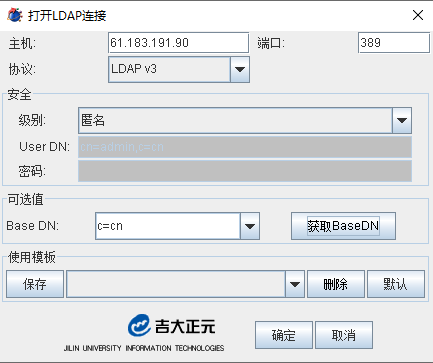 打开LDAP连接
主机: 61.183.191.90 端口: 389
协议: LDAP v3
安全
级别: 匿名
User DN: cn=admin,c=cn
密码:
可选值
Base DN: c=cn 获取BaseDN
使用模板
保存 删除 默认
吉大正元
JILIN UNIVERSITY INFORMATION TECHNOLOGIES
确定 取消